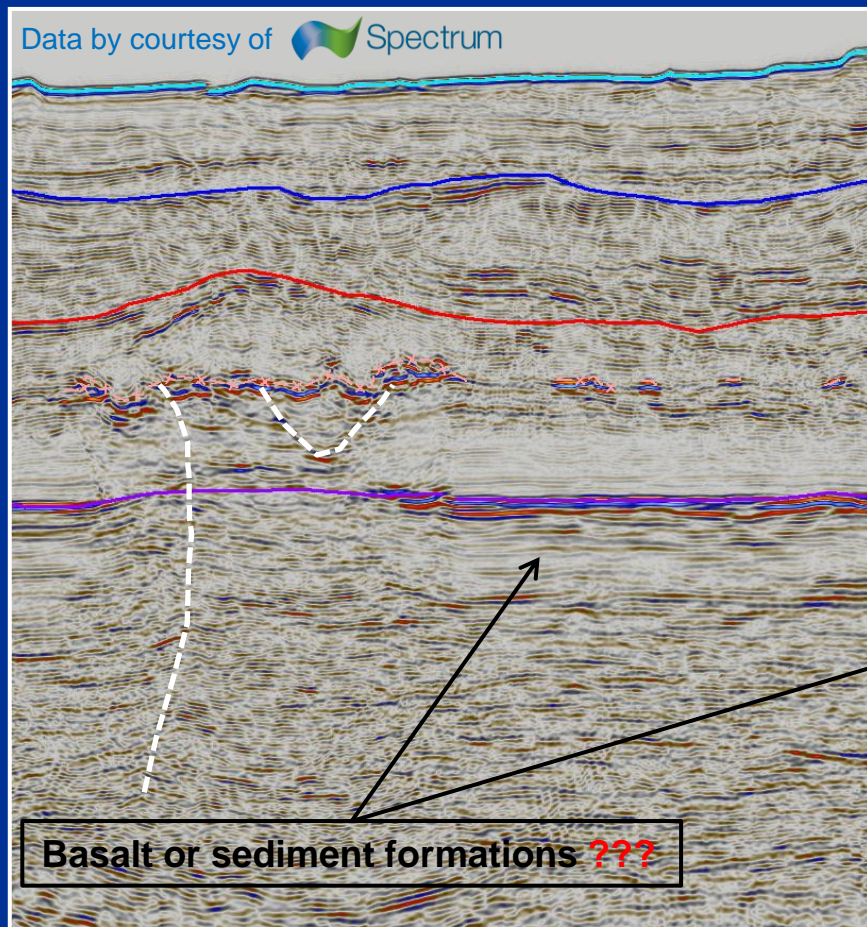 Data by courtesy of Spectrum
Basalt or sediment formations ???